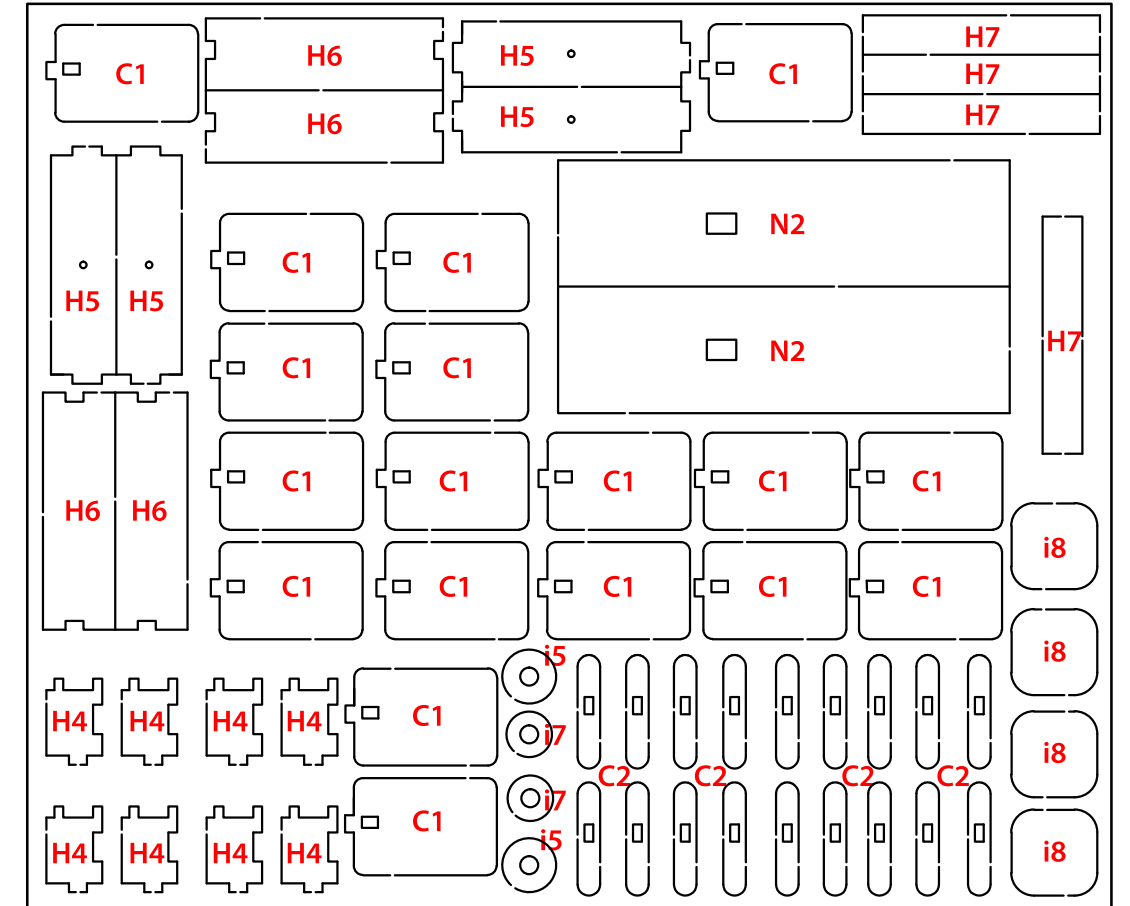 C1 H6 H5 C1 H7
H7
H6 H5 H7
N2
C1 C1
H5 H5
N2 H7
C1 C1
C1 C1 C1 C1 C1
H6 H6
i8
C1 C1 C1 C1 C1
i8
i5
H4 H4 H4 H4 C1
i7
i8
C2 C2 C2 C2
i7
C1
i5
H4 H4 H4 H4 i8